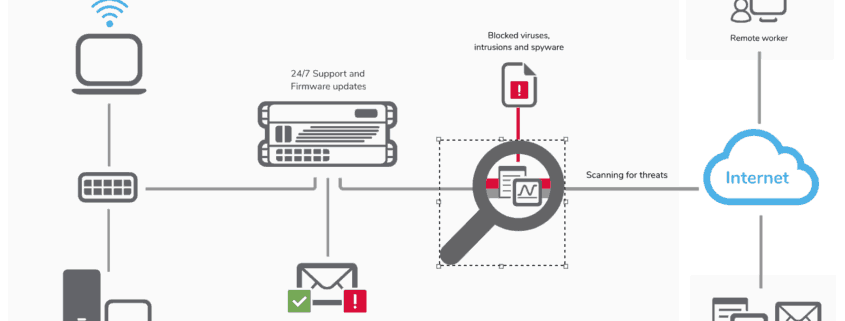 Blocked viruses,
intrusions and spyware
Remote worker
24/7 Support and
Firmware updates
Scanning for threats
Internet